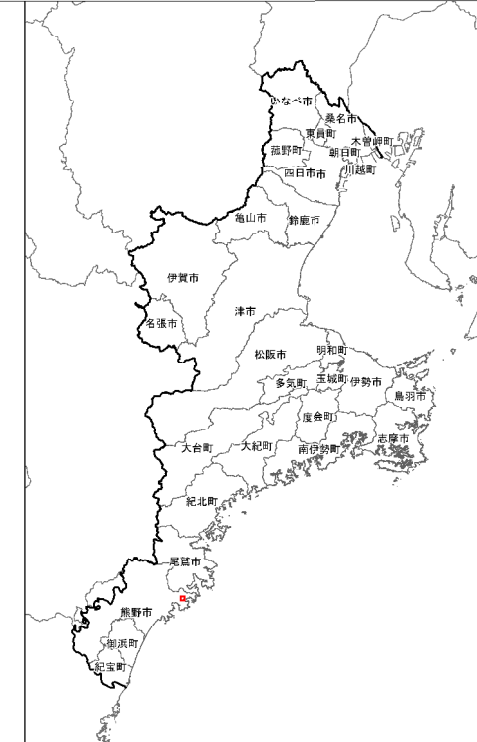 いなべ市
桑名市
東員町
木曽岬町
菰野町
朝日町
四日市市
川越町
亀山市
鈴鹿市
伊賀市
津市
名張市
明和町
松阪市
多気町
玉城町
伊勢市
鳥羽市
度会町
志摩市
大台町
大紀町
南伊勢町
紀北町
尾鷲市
熊野市
御浜町
紀宝町